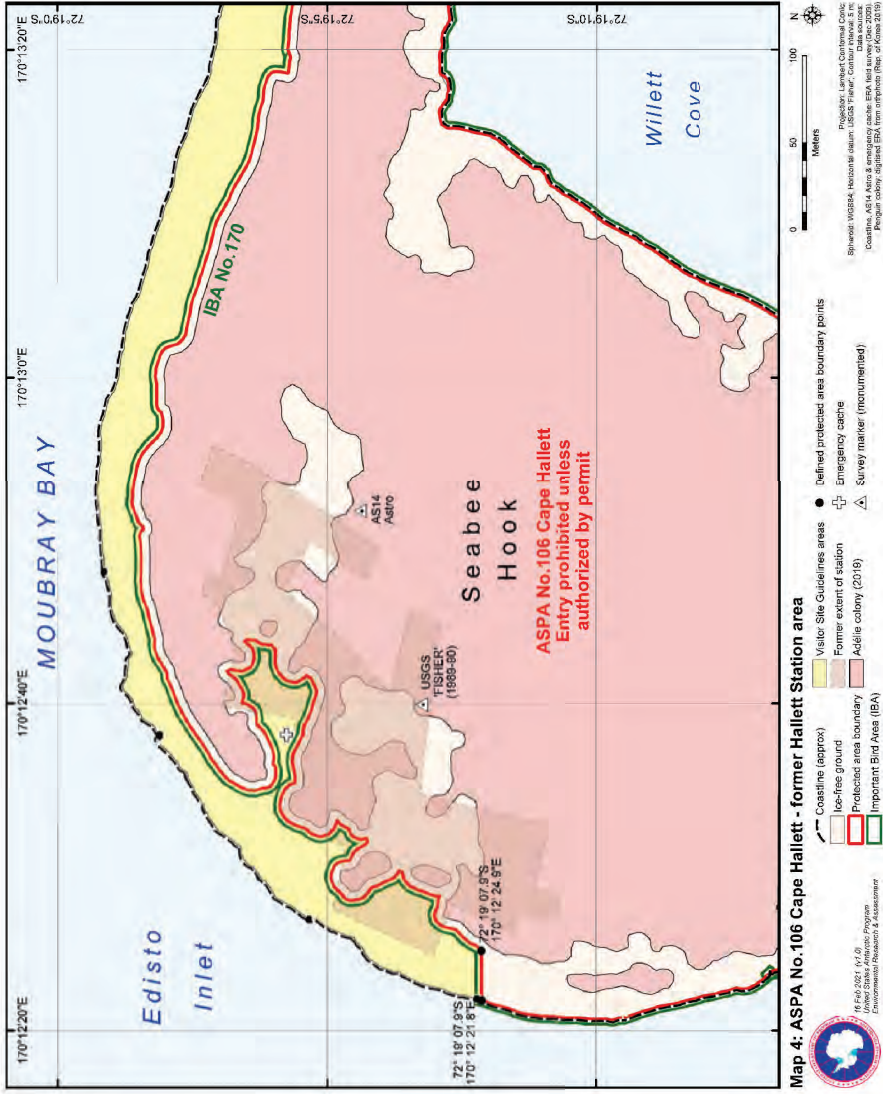 170°12'20"E
170°12'40"E
170°13'0"E
170°13'20"E
72°19'0"S
72°19'5"S
72°19'10"S
MOUBRAY BAY
Edisto
Inlet
Willett
Cove
IBA No.170
AS14
Astro
USGS
'FISHER'
(1989-90)
Seabee
Hook
ASPA No.106 Cape Hallett
Entry prohibited unless
authorized by permit
72° 19' 07.9"S
170° 12' 21.8"E
72° 19' 07.9"S
170° 12' 24.9"E
Map 4: ASPA No.106 Cape Hallett - former Hallett Station area
16 Feb 2021 (v1.0)
United States Antarctic Program
Environmental Research & Assessment
Coastline (approx)
Ice-free ground
Protected area boundary
Important Bird Area (IBA)
Visitor Site Guidelines areas
Former extent of station
Adélie colony (2019)
Defined protected area boundary points
Emergency cache
Survey marker (monumented)
0 50 100
Meters
N
Projection: Lambert Conformal Conic;
Spheroid: WGS84; Horizontal datum: USGS 'Fisher'; Contour interval: 5 m;
Data sources:
Coastline, AS14 Astro & emergency cache: ERA field survey (Dec 2009);
Penguin colony: digitised ERA from orthophoto (Rep. of Korea 2019)